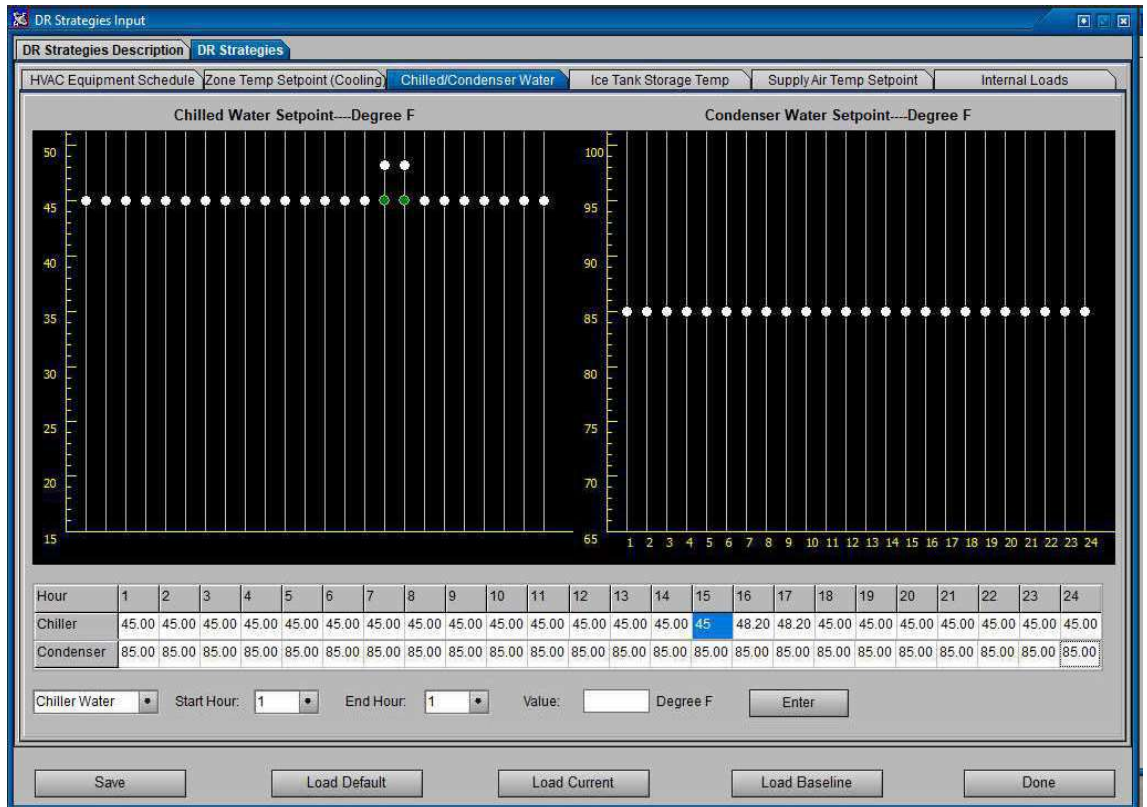 DR Strategies Input
DR Strategies Description DR Strategies
HVAC Equipment Schedule Zone Temp Setpoint (Cooling) Chilled/Condenser Water Ice Tank Storage Temp Supply Air Temp Setpoint Internal Loads
Chilled Water Setpoint----Degree F
50
45
40
35
30
25
20
15
Condenser Water Setpoint----Degree F
100
95
90
85
80
75
70
65
1 2 3 4 5 6 7 8 9 10 11 12 13 14 15 16 17 18 19 20 21 22 23 24
Hour 1 2 3 4 5 6 7 8 9 10 11 12 13 14 15 16 17 18 19 20 21 22 23 24
Chiller 45.00 45.00 45.00 45.00 45.00 45.00 45.00 45.00 45.00 45.00 45.00 45.00 45.00 45.00 45 48.20 48.20 45.00 45.00 45.00 45.00 45.00 45.00 45.00
Condenser 85.00 85.00 85.00 85.00 85.00 85.00 85.00 85.00 85.00 85.00 85.00 85.00 85.00 85.00 85.00 85.00 85.00 85.00 85.00 85.00 85.00 85.00 85.00 85.00
Chiller Water Start Hour: 1 End Hour: 1 Value: Degree F Enter
Save Load Default Load Current Load Baseline Done